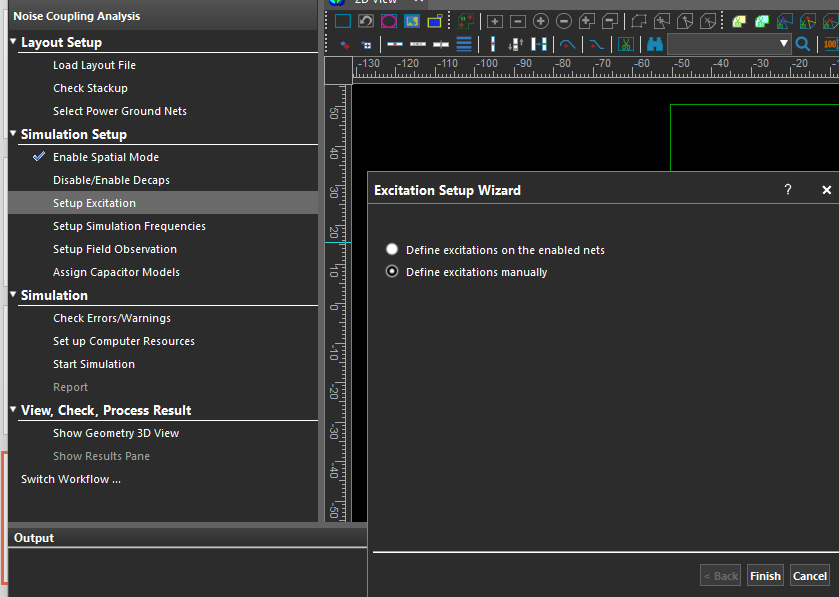 Noise Coupling Analysis
Layout Setup
Load Layout File
Check Stackup
Select Power Ground Nets
Simulation Setup
Enable Spatial Mode
Disable/Enable Decaps
Setup Excitation
Setup Simulation Frequencies
Setup Field Observation
Assign Capacitor Models
Simulation
Check Errors/Warnings
Set up Computer Resources
Start Simulation
Report
View, Check, Process Result
Show Geometry 3D View
Show Results Pane
Switch Workflow ...
Output
100
-130 -120 -110 -100 -90 -80 -70 -60 -50 -40 -30 -20
50
40
30
20
10
0
-10
-20
-30
-40
-50
Excitation Setup Wizard ?
Define excitations on the enabled nets
Define excitations manually
< Back Finish Cancel